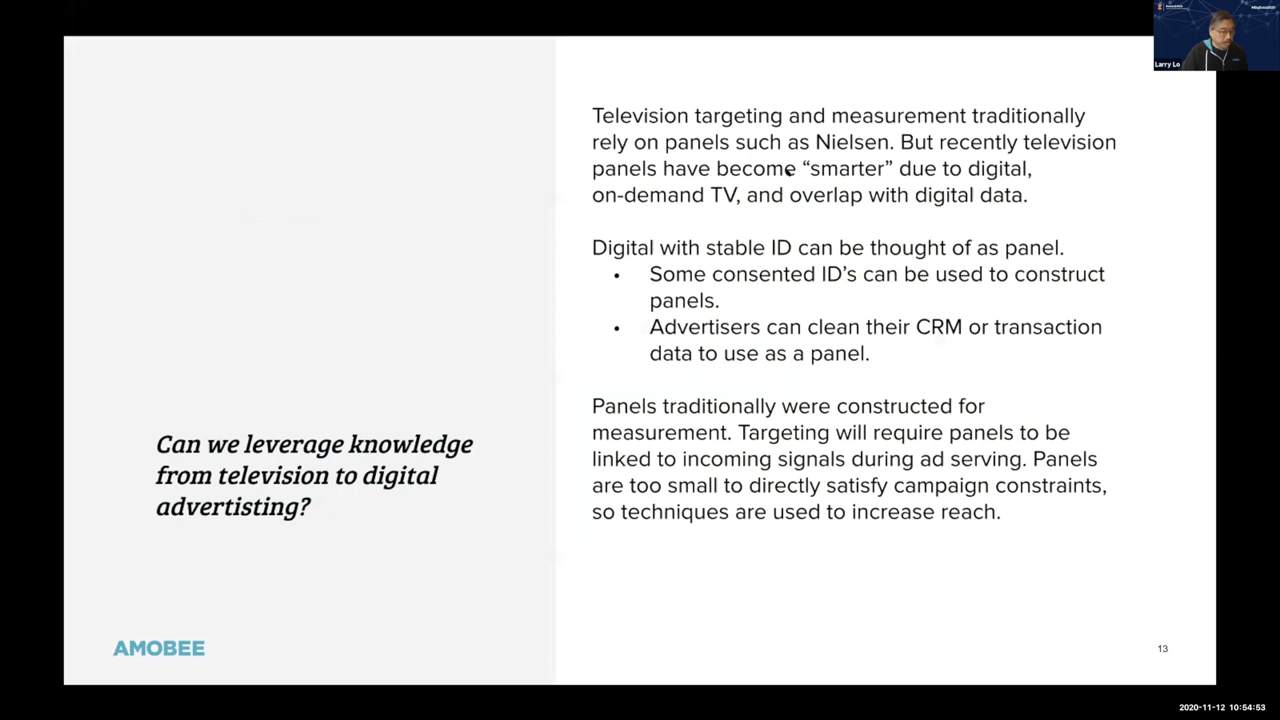 Television targeting and measurement traditionally
rely on panels such as Nielsen. But recently television
panels have become “smarter” due to digital,
on-demand TV, and overlap with digital data.
Digital with stable ID can be thought of as panel.
• Some consented ID’s can be used to construct
panels.
• Advertisers can clean their CRM or transaction
data to use as a panel.
Panels traditionally were constructed for
measurement. Targeting will require panels to be
linked to incoming signals during ad serving. Panels
are too small to directly satisfy campaign constraints,
so techniques are used to increase reach.
Can we leverage knowledge
from television to digital
advertisting?
AMOBEE
13
Larry Lo
2020-11-12 10:54:53